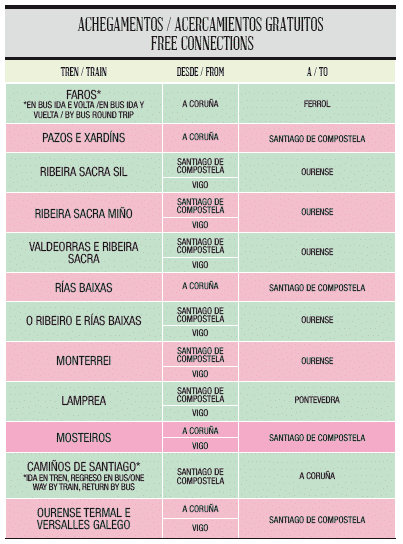 ACHEGAMENTOS / ACERCAMIENTOS GRATUITOS
FREE CONNECTIONS
TREN / TRAIN
DESDE / FROM
A / TO
FAROS*
*EN BUS IDA E VOLTA /EN BUS IDA Y
VUELTA / BY BUS ROUND TRIP
A CORUÑA
FERROL
PAZOS E XARDÍNS
A CORUÑA
SANTIAGO DE COMPOSTELA
RIBEIRA SACRA SIL
SANTIAGO DE
COMPOSTELA
VIGO
OURENSE
RIBEIRA SACRA MIÑO
SANTIAGO DE
COMPOSTELA
VIGO
OURENSE
VALDEORRAS E RIBEIRA
SACRA
SANTIAGO DE
COMPOSTELA
VIGO
OURENSE
RÍAS BAIXAS
A CORUÑA
SANTIAGO DE COMPOSTELA
O RIBEIRO E RÍAS BAIXAS
SANTIAGO DE
COMPOSTELA
VIGO
OURENSE
MONTERREI
SANTIAGO DE
COMPOSTELA
VIGO
OURENSE
LAMPREA
SANTIAGO DE
COMPOSTELA
VIGO
PONTEVEDRA
MOSTEIROS
A CORUÑA
VIGO
SANTIAGO DE COMPOSTELA
CAMIÑOS DE SANTIAGO*
*IDA EN TREN, REGRESO EN BUS/ONE
WAY BY TRAIN, RETURN BY BUS
SANTIAGO DE
COMPOSTELA
A CORUÑA
OURENSE TERMAL E
VERSALLES GALEGO
A CORUÑA
VIGO
SANTIAGO DE COMPOSTELA